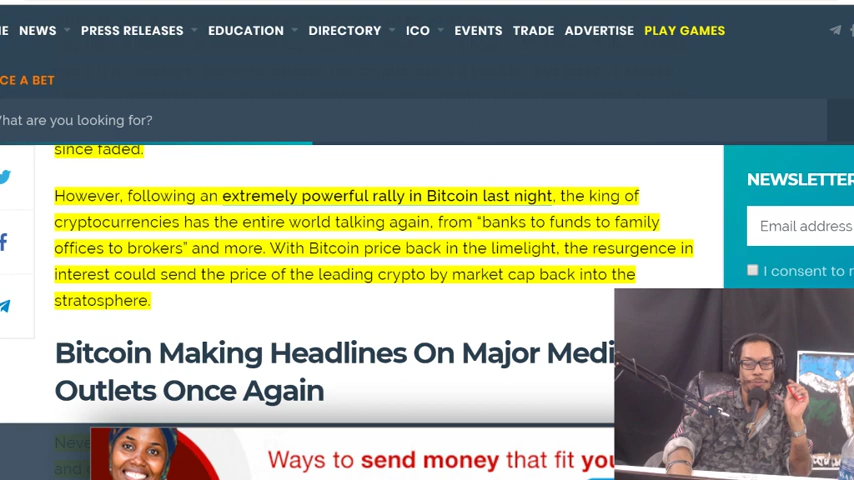 NEWS PRESS RELEASES EDUCATION DIRECTORY ICO EVENTS TRADE ADVERTISE PLAY GAMES
A BET
hat are you looking for?
since faded.
However, following an extremely powerful rally in Bitcoin last night, the king of
cryptocurrencies has the entire world talking again, from “banks to funds to family
offices to brokers” and more. With Bitcoin price back in the limelight, the resurgence in
interest could send the price of the leading crypto by market cap back into the
stratosphere.
NEWSLETTER
Email address
I consent to
Bitcoin Making Headlines On Major Medi
Outlets Once Again
Neve
and
Ways to send money that fit you